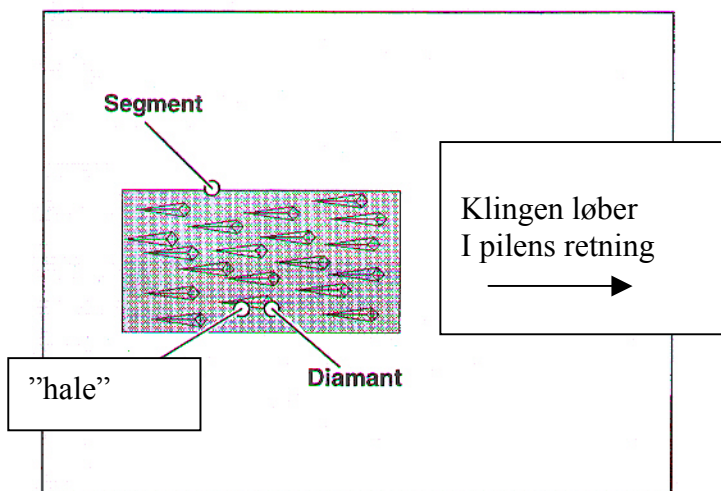 Segment
Klingen løber
I pilens retning
”hale”
Diamant